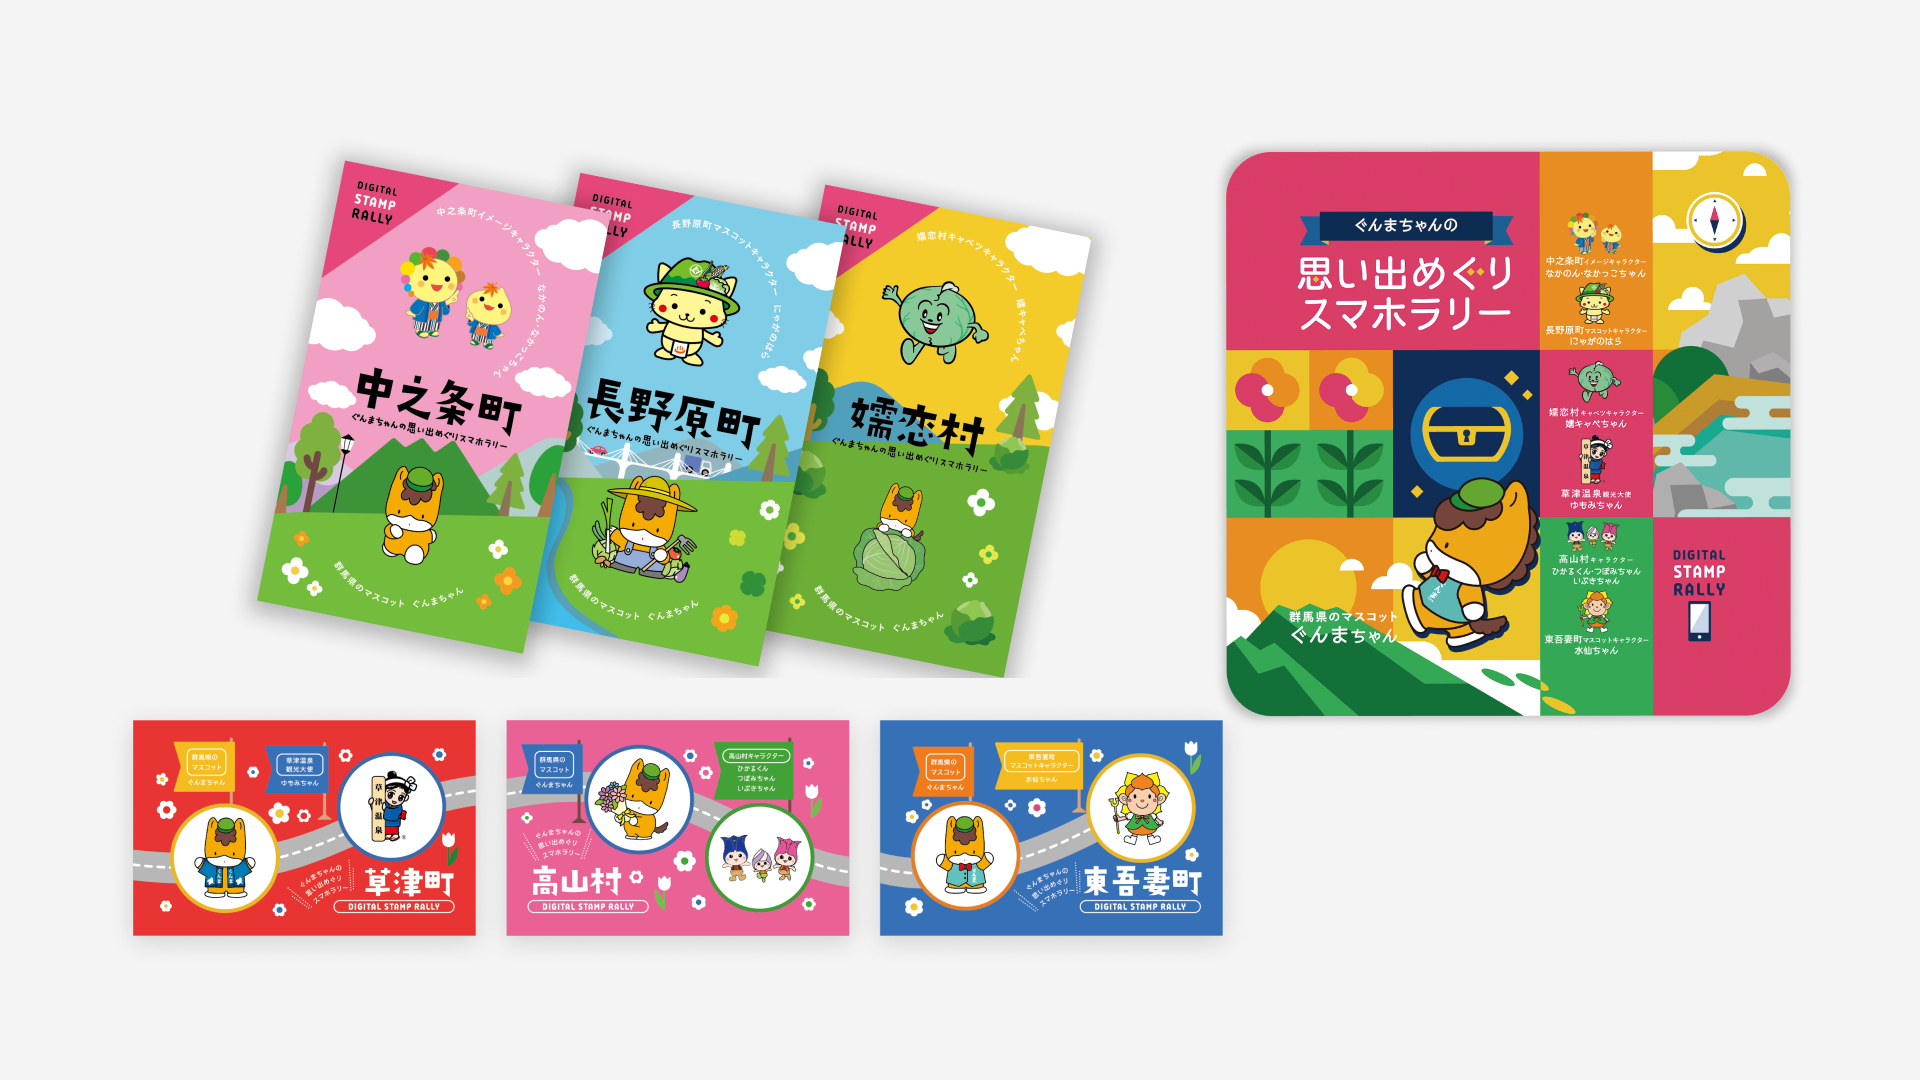 DIGITAL
STAMP
RALLY
中之条町イメージキャラクター なかのん・なかっこちゃん
中之条町
ぐんまちゃんの思い出めぐりスマホラリー
群馬県のマスコット ぐんまちゃん
DIGITAL
STAMP
RALLY
長野原町マスコットキャラクター にゃがのはら
長野原町
ぐんまちゃんの思い出めぐりスマホラリー
群馬県のマスコット ぐんまちゃん
DIGITAL
STAMP
RALLY
嬬恋村キャベツキャラクター 嬬キャベちゃん
嬬恋村
ぐんまちゃんの思い出めぐりスマホラリー
群馬県のマスコット ぐんまちゃん
ぐんまちゃんの
思い出めぐり
スマホラリー
中之条町イメージキャラクター
なかのん・なかっこちゃん
長野原町マスコットキャラクター
にゃがのはら
嬬恋村キャベツキャラクター
嬬キャベちゃん
草津温泉
草津温泉観光大使
ゆもみちゃん
高山村キャラクター
ひかるくん・つぼみちゃん
いぶきちゃん
東吾妻町マスコットキャラクター
水仙ちゃん
群馬県のマスコット
ぐんまちゃん
DIGITAL
STAMP
RALLY
群馬県の
マスコット
ぐんまちゃん
草津温泉
観光大使
ゆもみちゃん
草津温泉
ぐんまちゃんの
思い出めぐり
スマホラリー
草津町
DIGITAL STAMP RALLY
群馬県の
マスコット
ぐんまちゃん
高山村キャラクター
ひかるくん
つぼみちゃん
いぶきちゃん
ぐんまちゃんの
思い出めぐり
スマホラリー
高山村
DIGITAL STAMP RALLY
群馬県の
マスコット
ぐんまちゃん
東吾妻町
マスコットキャラクター
水仙ちゃん
ぐんまちゃんの
思い出めぐり
スマホラリー
東吾妻町
DIGITAL STAMP RALLY